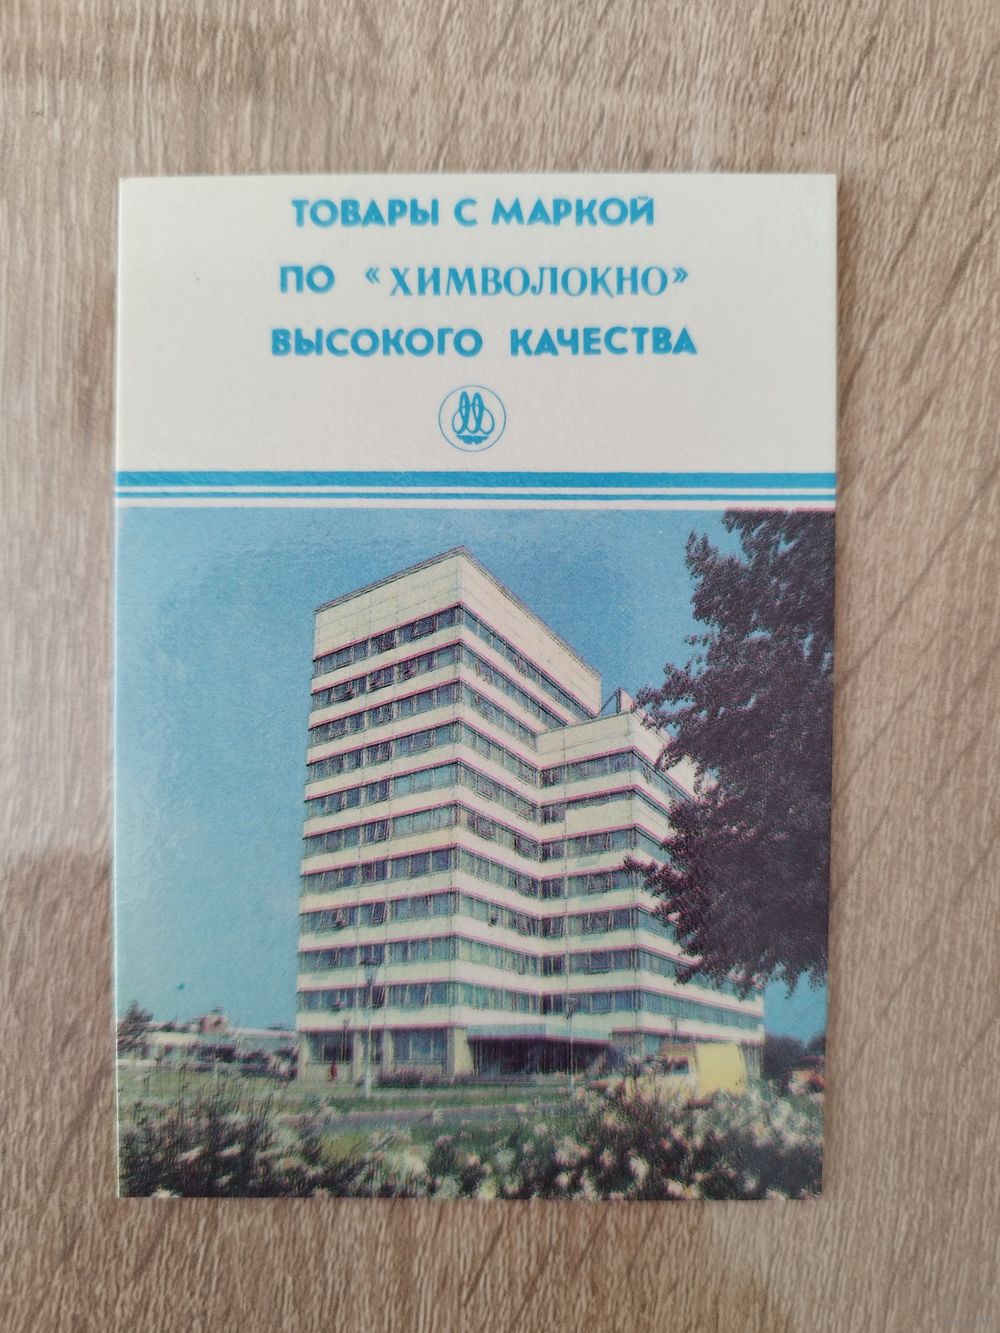 ТОВАРЫ С МАРКОЙ
ПО «ХИМВОЛОКНО»
ВЫСОКОГО КАЧЕСТВА